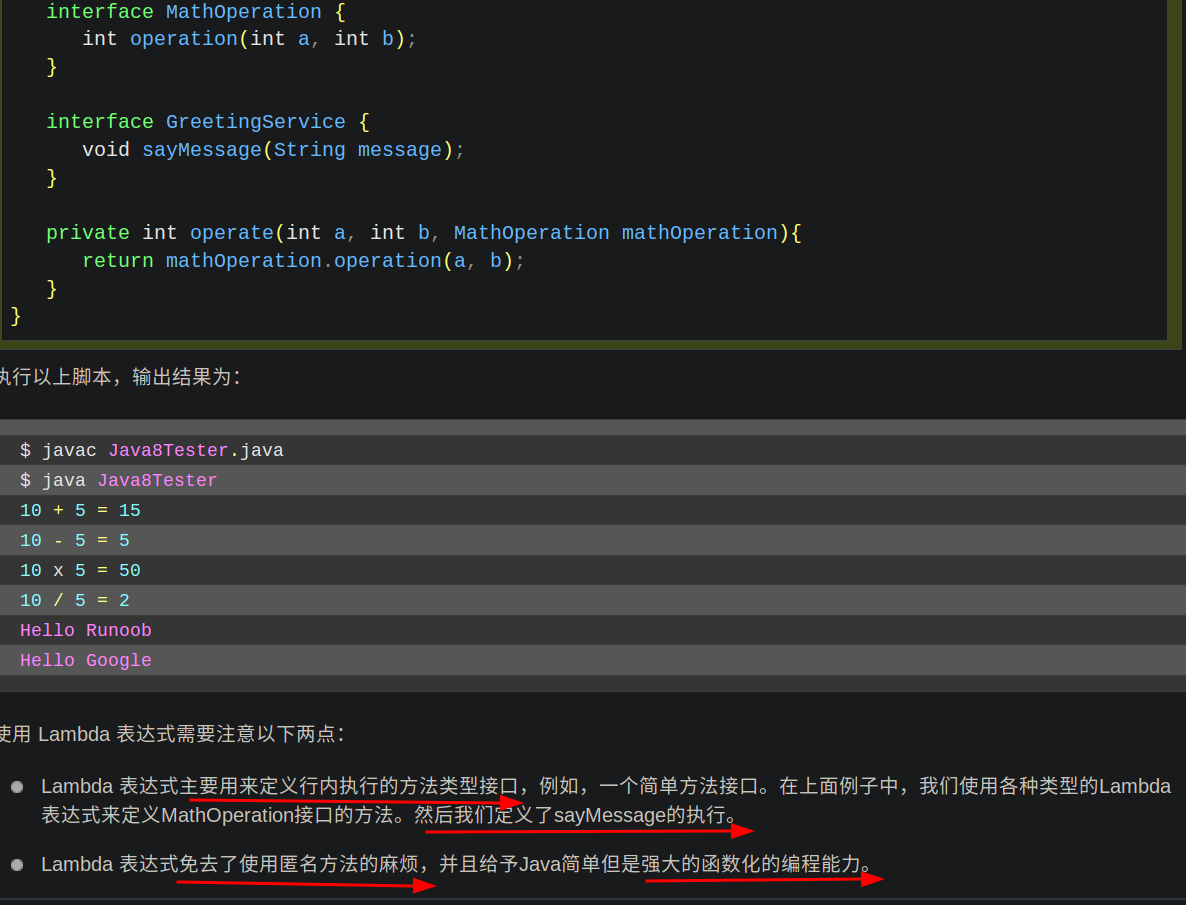 interface MathOperation {
int operation(int a, int b);
}
interface GreetingService {
void sayMessage(String message);
}
private int operate(int a, int b, MathOperation mathOperation){
return mathOperation.operation(a, b);
}
}
执行以上脚本，输出结果为：
$ javac Java8Tester.java
$ java Java8Tester
10 + 5 = 15
10 - 5 = 5
10 x 5 = 50
10 / 5 = 2
Hello Runoob
Hello Google
使用 Lambda 表达式需要注意以下两点：
Lambda 表达式主要用来定义行内执行的方法类型接口，例如，一个简单方法接口。在上面例子中，我们使用各种类型的Lambda
表达式来定义MathOperation接口的方法。然后我们定义了sayMessage的执行。
Lambda 表达式免去了使用匿名方法的麻烦，并且给予Java简单但是强大的函数化的编程能力。